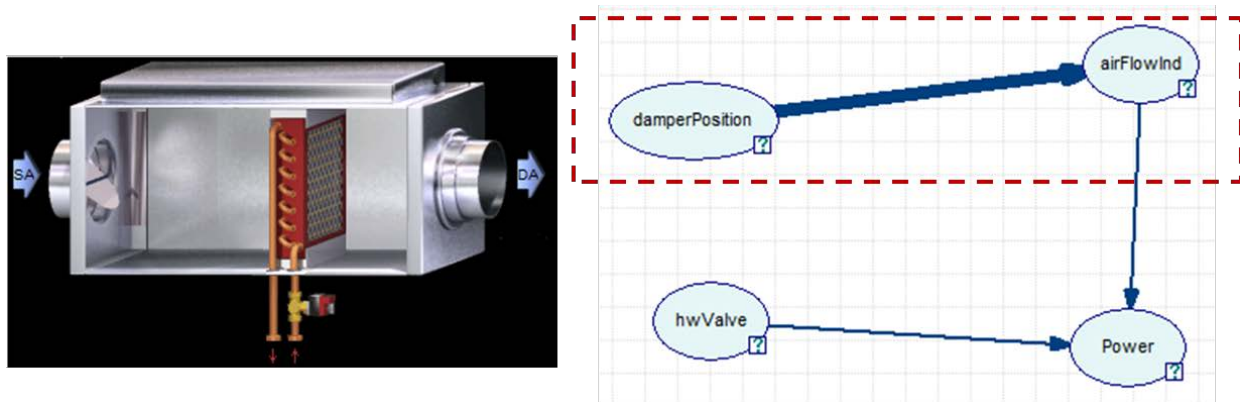 SA
DA
damperPosition
?
airFlowInd
?
hwValve
?
Power
?